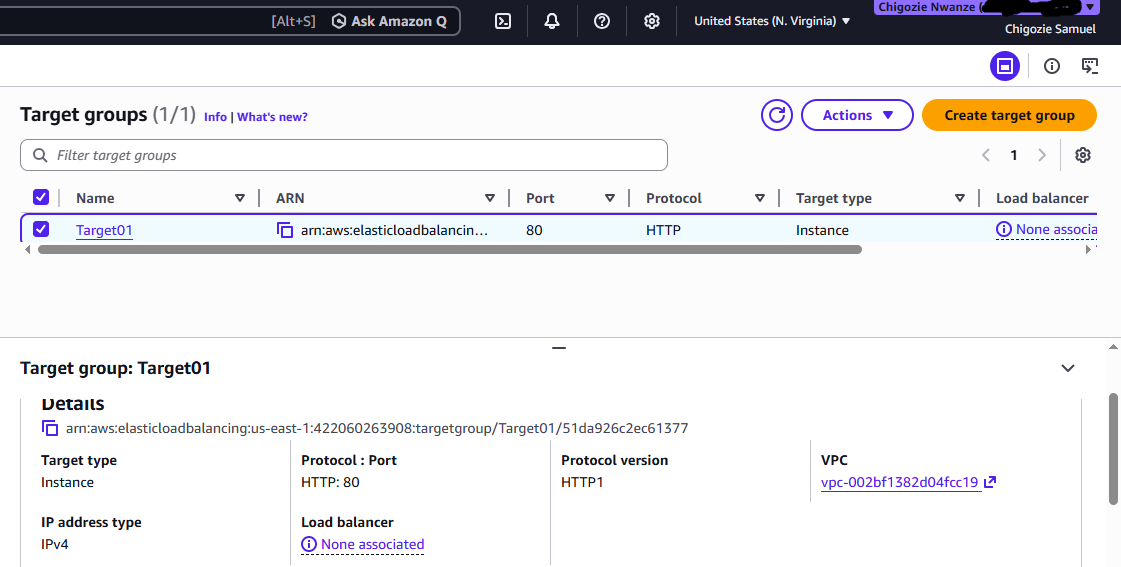 [Alt+S] Ask Amazon Q United States (N. Virginia) Chigozie Nwanze (
Chigozie Samuel
Target groups (1/1) Info | What's new?
Actions
Create target group
Filter target groups
1
Name ARN Port Protocol Target type Load balancer
Target01 arn:aws:elasticloadbalancin... 80 HTTP Instance None associa
Target group: Target01
Details
arn:aws:elasticloadbalancing:us-east-1:422060263908:targetgroup/Target01/51da926c2ec61377
Target type Protocol : Port Protocol version VPC
Instance HTTP: 80 HTTP1 vpc-002bf1382d04fcc19
IP address type Load balancer
IPv4 None associated